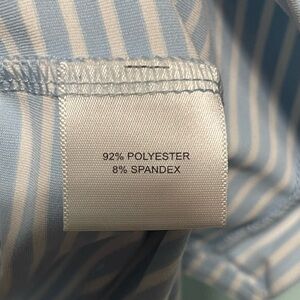 92% POLYESTER
8% SPANDEX